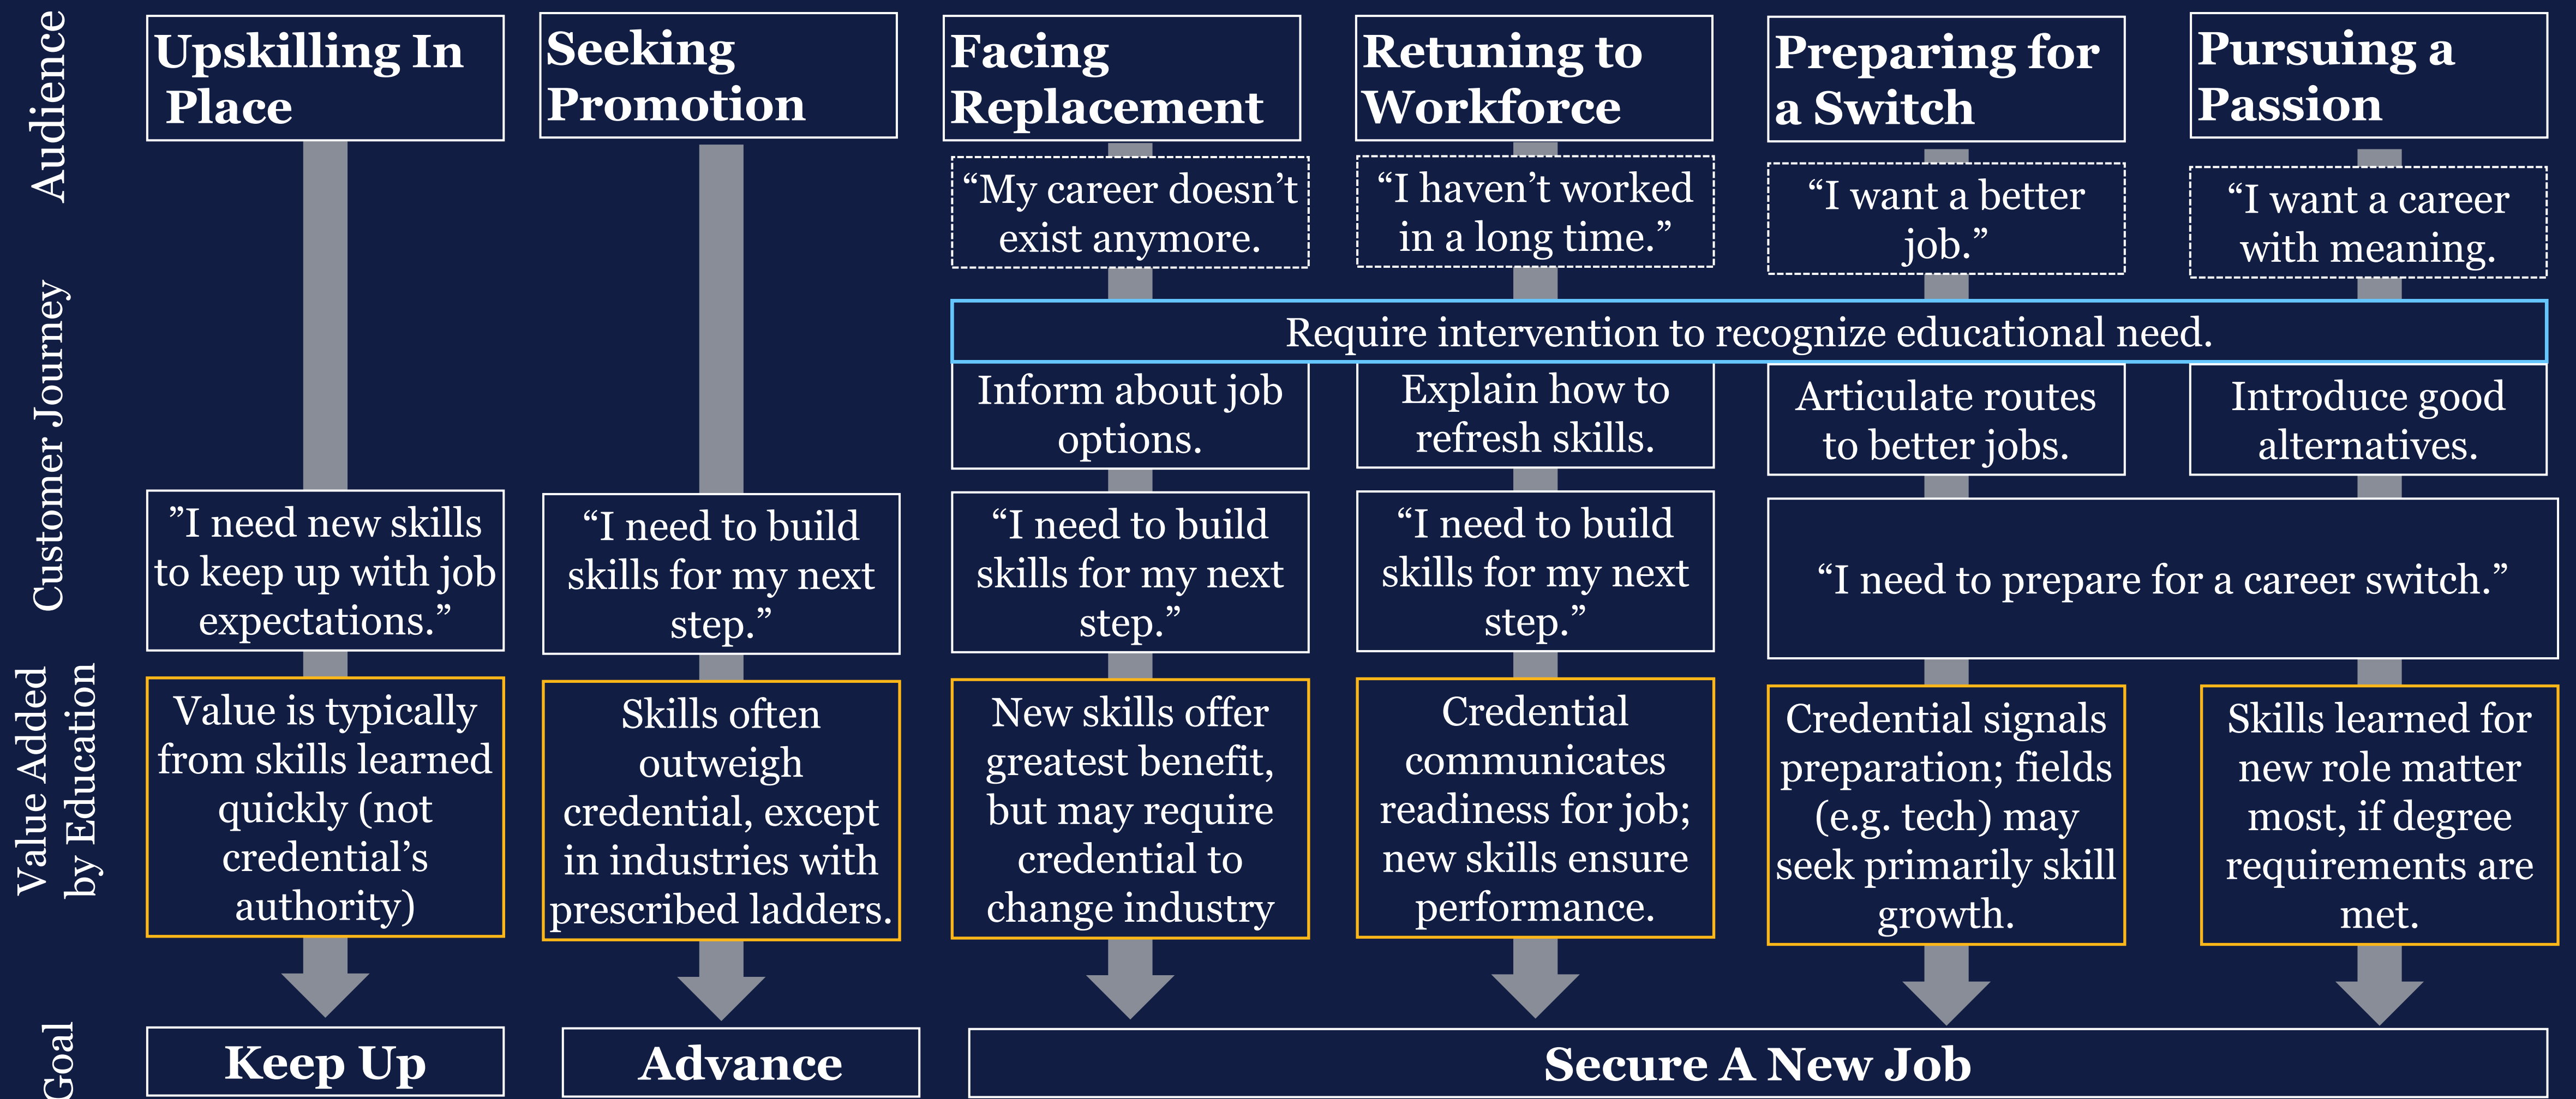 Audience
Upskilling In
Place
Seeking
Promotion
Facing
Replacement
Retuning to
Workforce
Preparing for
a Switch
Pursuing a
Passion
“My career doesn’t
exist anymore.
“I haven’t worked
in a long time.”
“I want a better
job.”
“I want a career
with meaning.
Customer Journey
Require intervention to recognize educational need.
Inform about job
options.
Explain how to
refresh skills.
Articulate routes
to better jobs.
Introduce good
alternatives.
”I need new skills
to keep up with job
expectations.”
“I need to build
skills for my next
step.”
“I need to build
skills for my next
step.”
“I need to build
skills for my next
step.”
“I need to prepare for a career switch.”
Value Added
by Education
Value is typically
from skills learned
quickly (not
credential’s
authority)
Skills often
outweigh
credential, except
in industries with
prescribed ladders.
New skills offer
greatest benefit,
but may require
credential to
change industry
Credential
communicates
readiness for job;
new skills ensure
performance.
Credential signals
preparation; fields
(e.g. tech) may
seek primarily skill
growth.
Skills learned for
new role matter
most, if degree
requirements are
met.
Goal
Keep Up
Advance
Secure A New Job